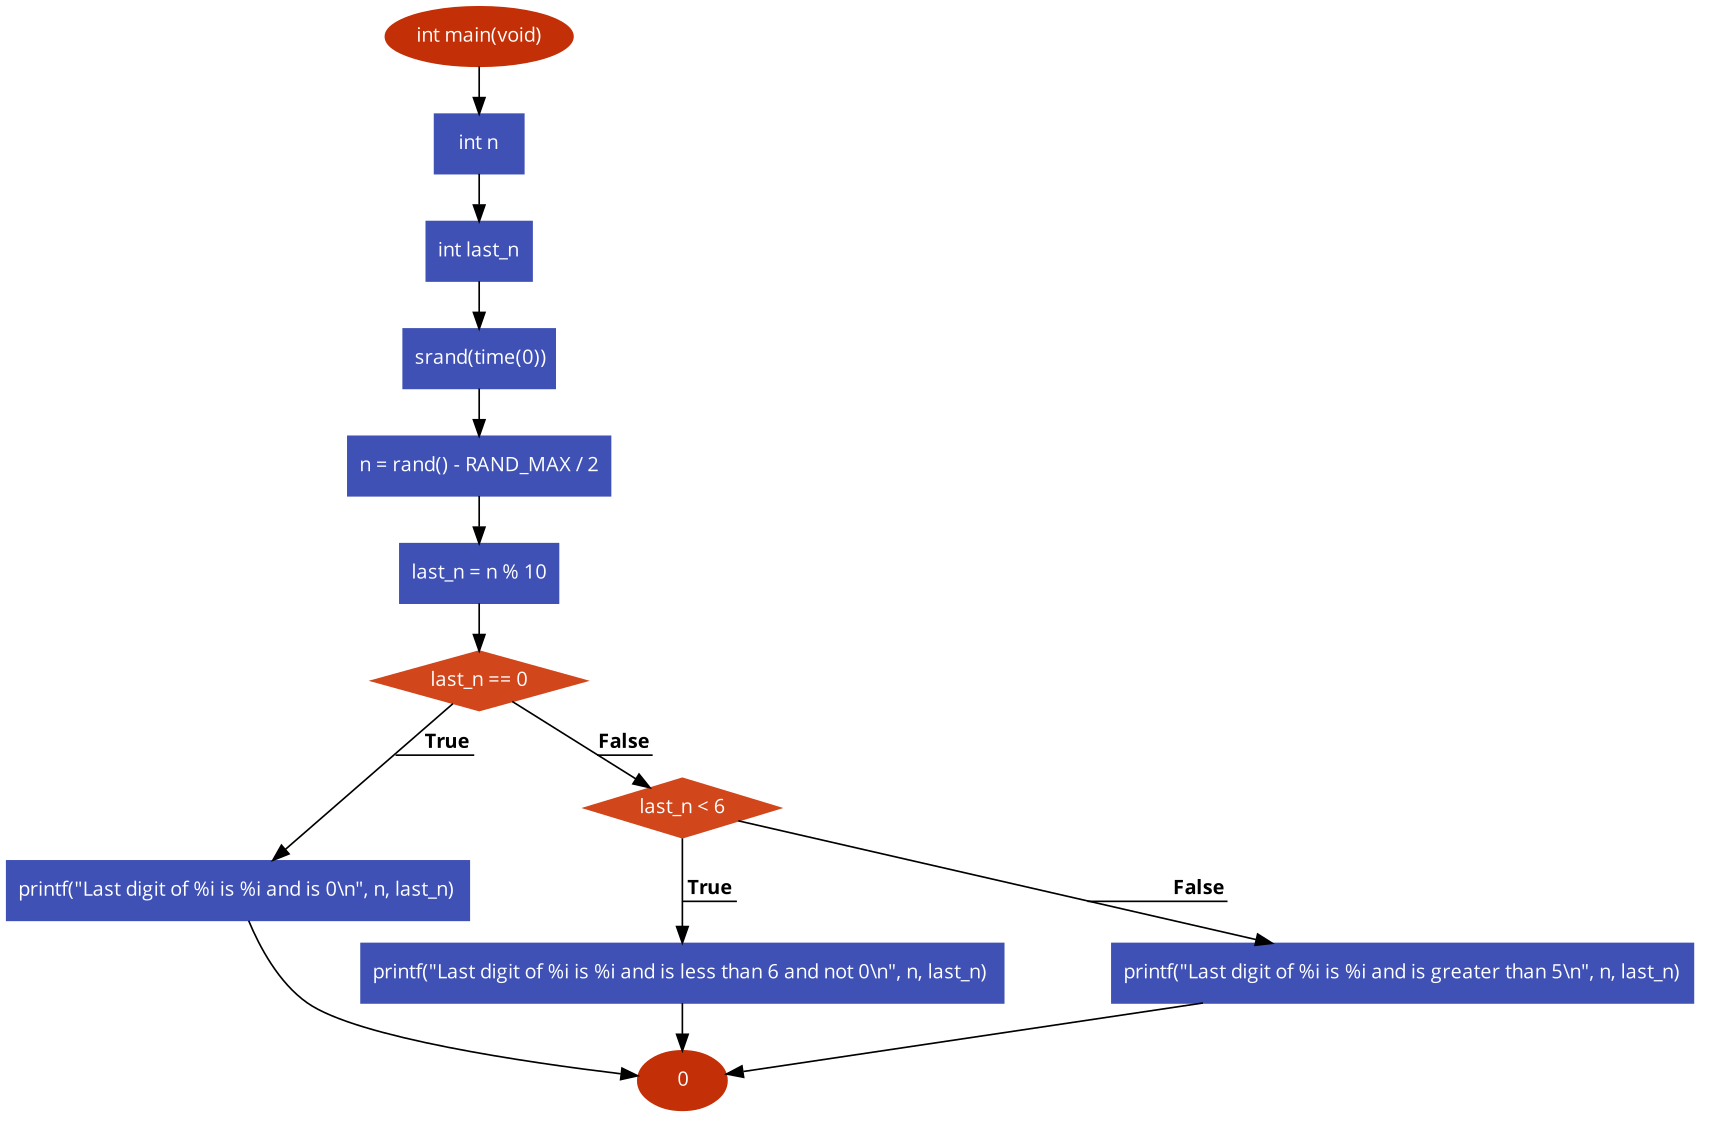 int main(void)
int n
int last_n
srand(time(0))
n = rand() - RAND_MAX / 2
last_n = n % 10
last_n == 0
True
False
last_n < 6
printf("Last digit of %i is %i and is 0\n", n, last_n)
True
False
printf("Last digit of %i is %i and is less than 6 and not 0\n", n, last_n)
printf("Last digit of %i is %i and is greater than 5\n", n, last_n)
0